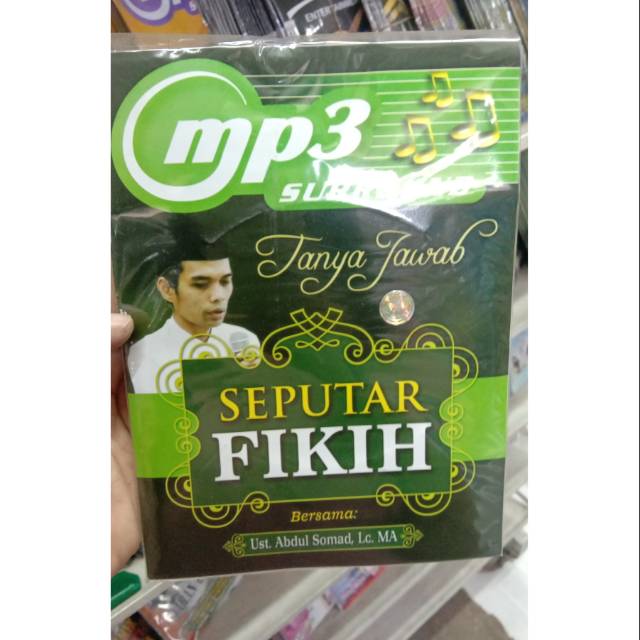 mp3
Tanya Jawab
SEPUTAR
FIKIH
Bersama:
Ust. Abdul Somad, Lc. MA